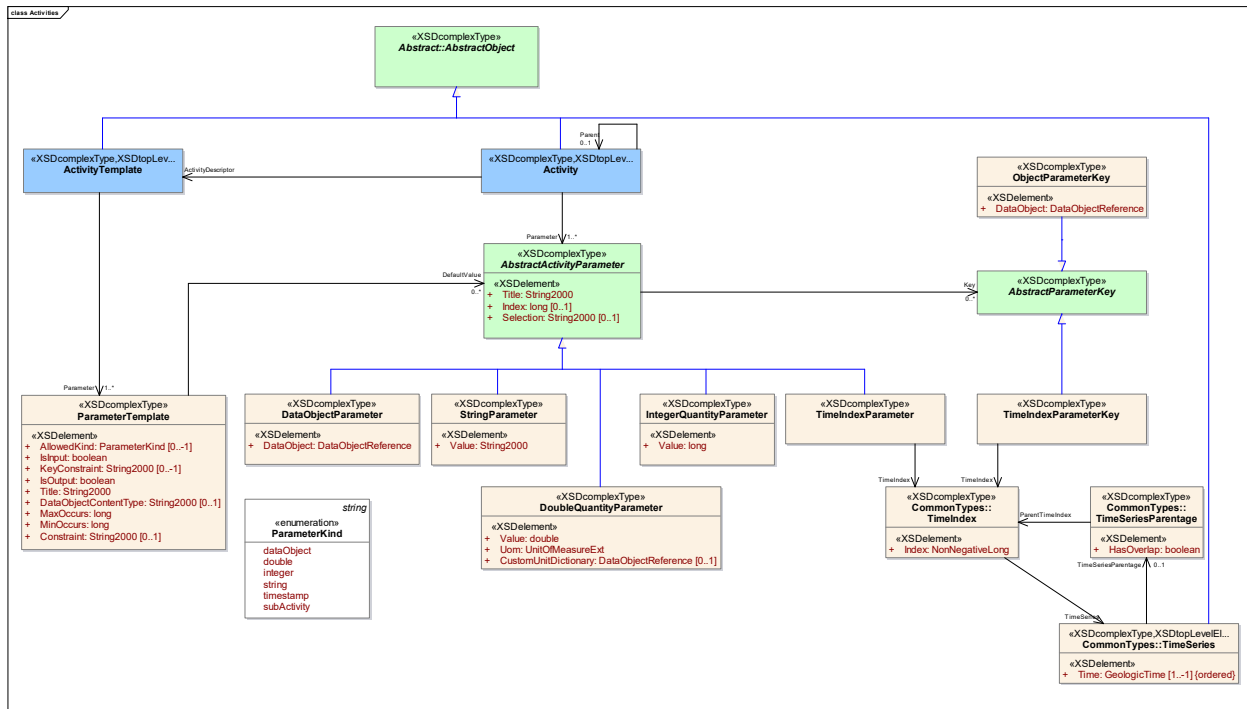 class Activities
«XSDcomplexType»
Abstract::AbstractObject
Parent
0..1
«XSDcomplexType,XSDtopLev...
ActivityTemplate
ActivityDescriptor
«XSDcomplexType,XSDtopLe...
Activity
«XSDcomplexType»
ObjectParameterKey
«XSDelement»
+ DataObject: DataObjectReference
Parameter
1..*
«XSDcomplexType»
AbstractActivityParameter
«XSDelement»
+ Title: String2000
+ Index: long [0..1]
+ Selection: String2000 [0..1]
DefaultValue
0..*
Key
0..*
«XSDcomplexType»
AbstractParameterKey
Parameter
1..*
«XSDcomplexType»
ParameterTemplate
«XSDelement»
+ AllowedKind: ParameterKind [0..-1]
+ IsInput: boolean
+ KeyConstraint: String2000 [0..-1]
+ IsOutput: boolean
+ Title: String2000
+ DataObjectContentType: String2000 [0..1]
+ MaxOccurs: long
+ MinOccurs: long
+ Constraint: String2000 [0..1]
«XSDcomplexType»
DataObjectParameter
«XSDelement»
+ DataObject: DataObjectReference
«XSDcomplexType»
StringParameter
«XSDelement»
+ Value: String2000
«XSDcomplexType»
IntegerQuantityParameter
«XSDelement»
+ Value: long
«XSDcomplexType»
TimeIndexParameter
«XSDcomplexType»
TimeIndexParameterKey
string
«enumeration»
ParameterKind
dataObject
double
integer
string
timestamp
subActivity
«XSDcomplexType»
DoubleQuantityParameter
«XSDelement»
+ Value: double
+ Uom: UnitOfMeasureExt
+ CustomUnitDictionary: DataObjectReference [0..1]
TimeIndex
TimeIndex
«XSDcomplexType»
CommonTypes::
TimeIndex
«XSDelement»
+ Index: NonNegativeLong
ParentTimeIndex
«XSDcomplexType»
CommonTypes::
TimeSeriesParentage
«XSDelement»
+ HasOverlap: boolean
TimeSeriesParentage
0..1
TimeSeries
«XSDcomplexType,XSDtopLevelEl...
CommonTypes::TimeSeries
«XSDelement»
+ Time: GeologicTime [1..-1] {ordered}